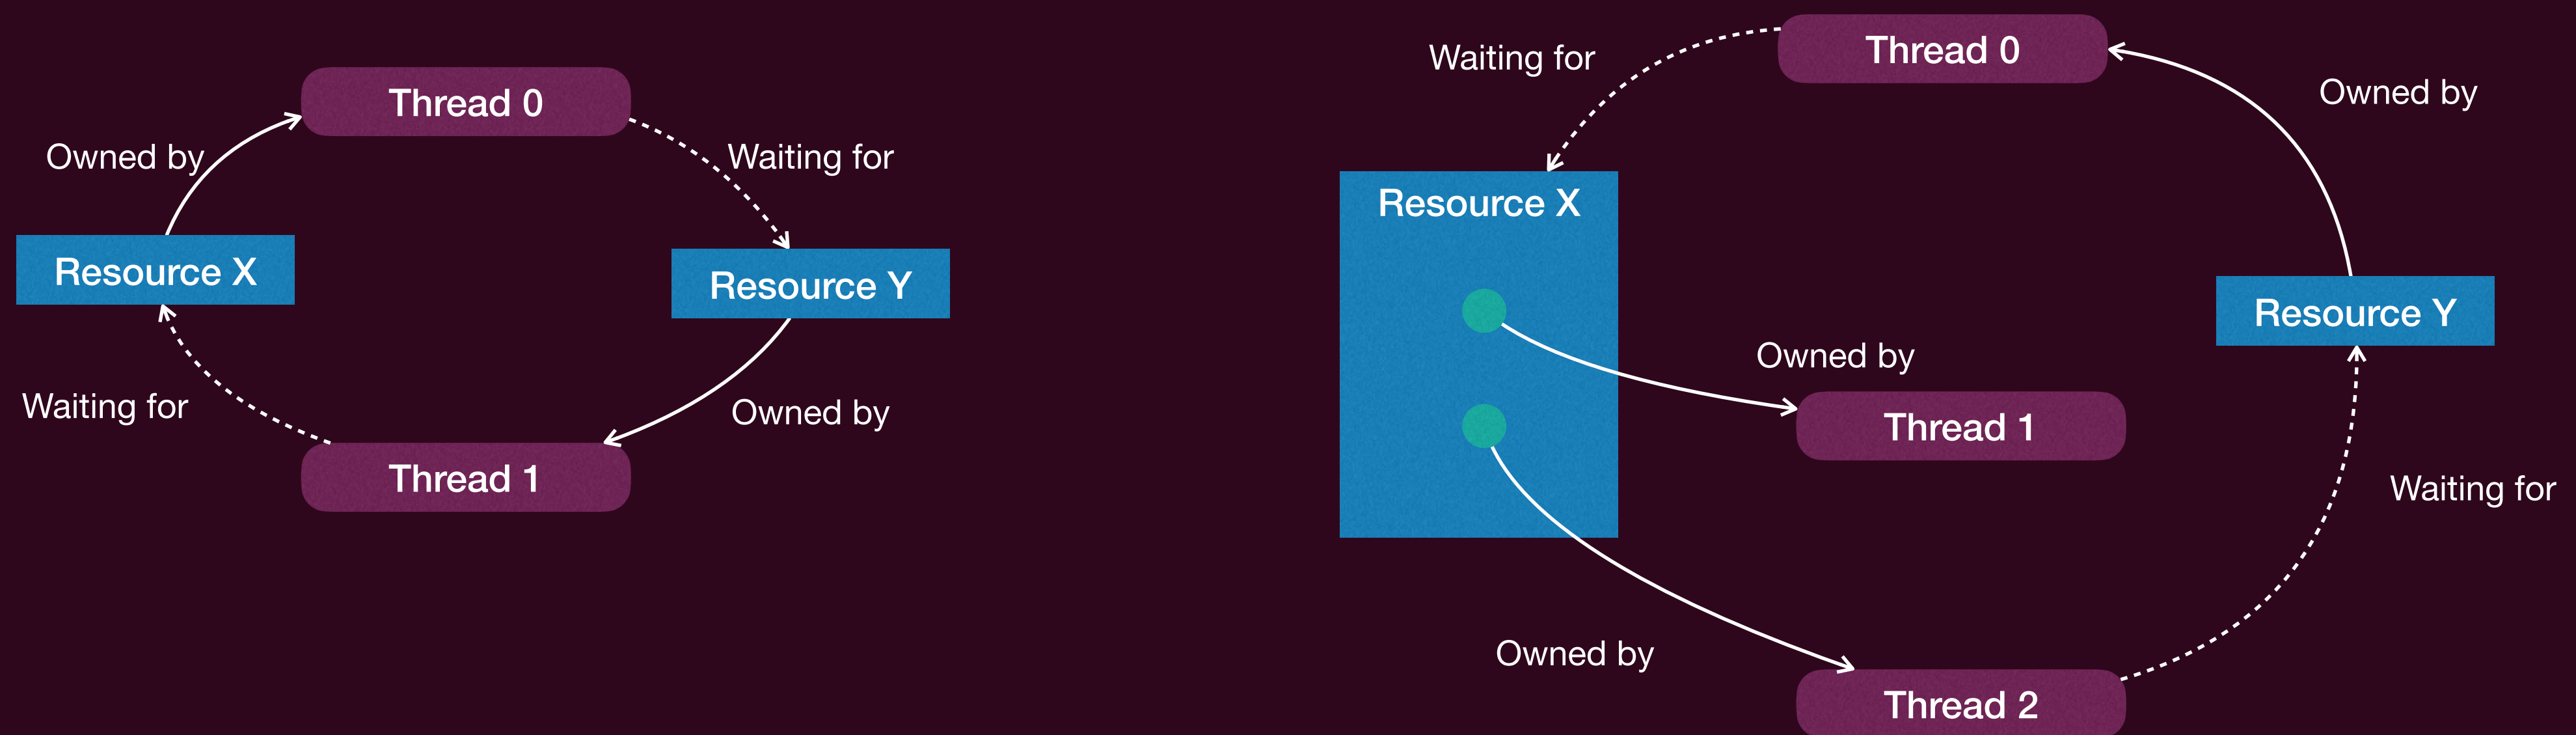 Thread 0
Owned by
Waiting for
Resource X
Resource Y
Waiting for
Owned by
Thread 1
Thread 0
Waiting for
Owned by
Resource X
Resource Y
Owned by
Thread 1
Waiting for
Owned by
Thread 2